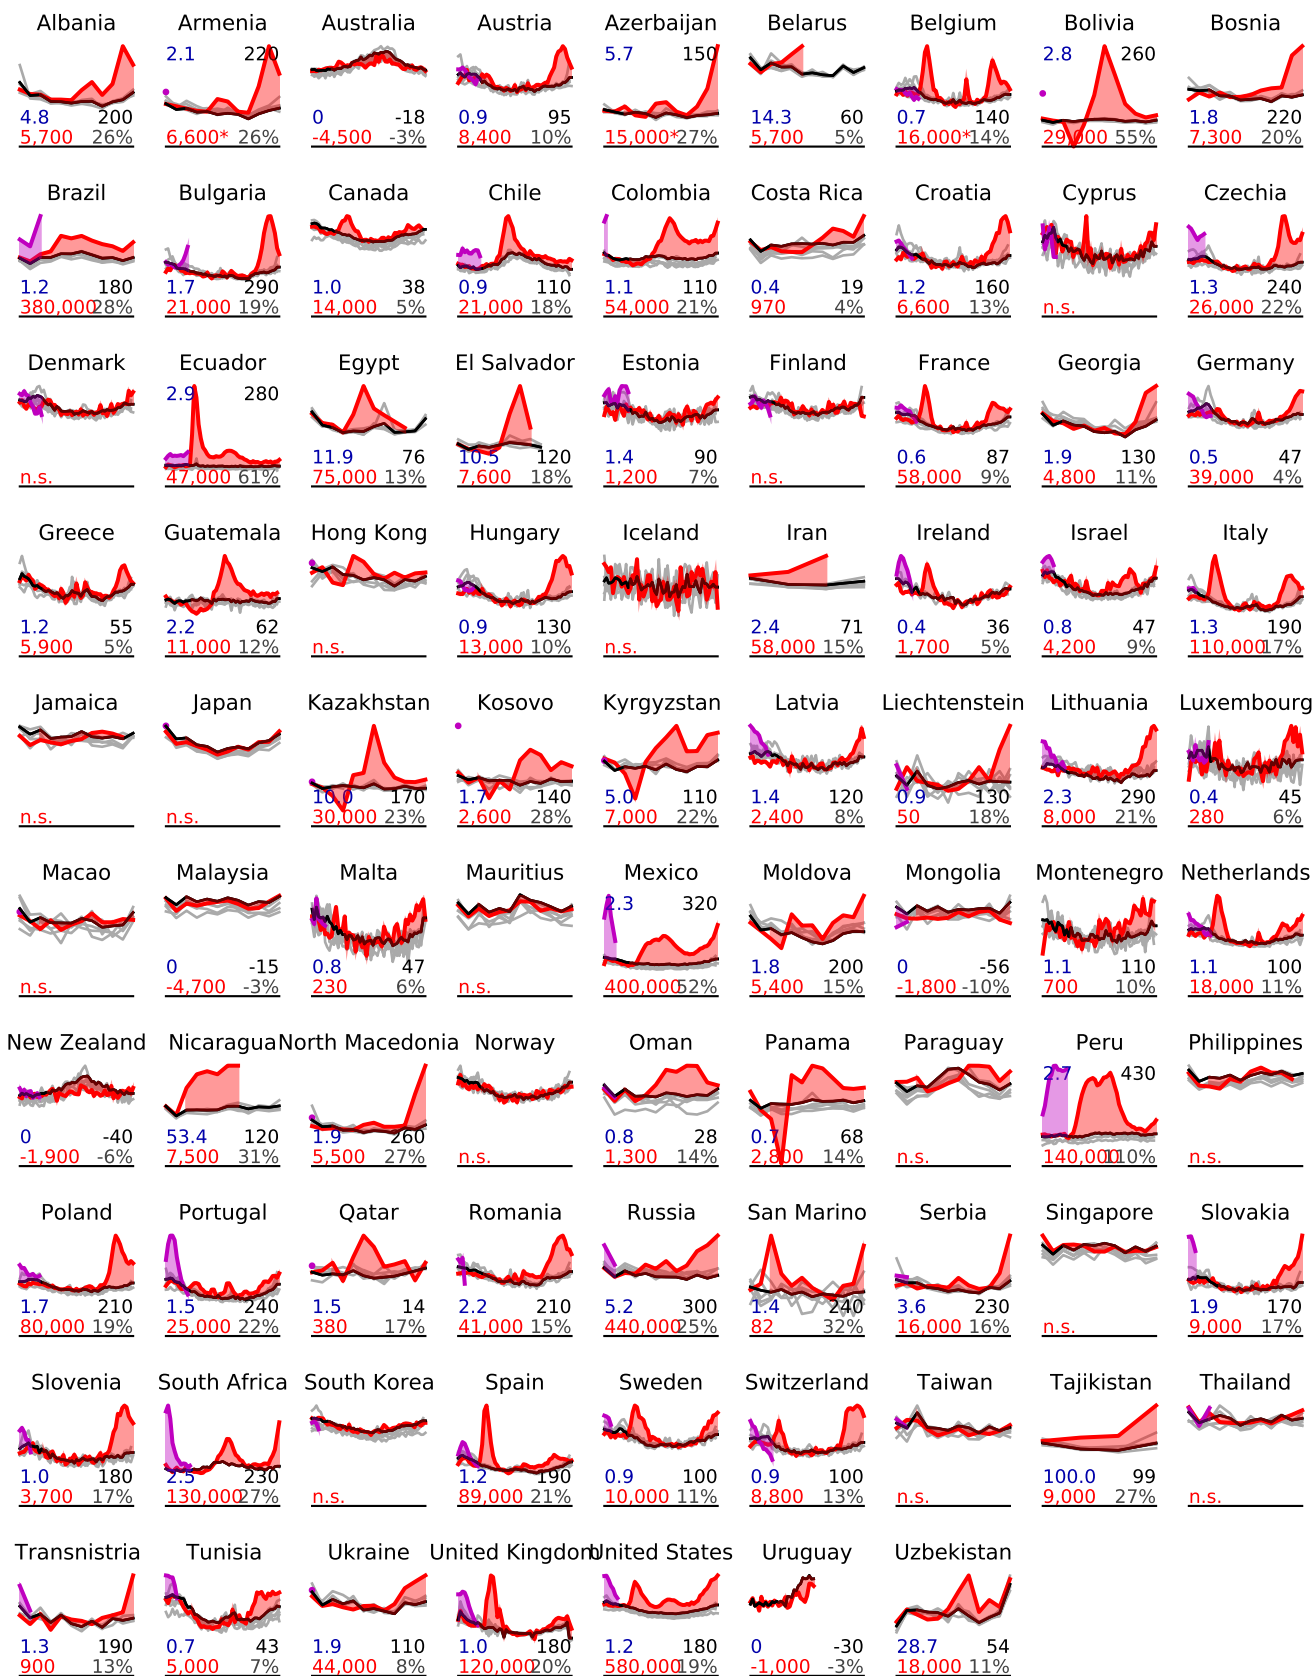 Albania Armenia Australia Austria Azerbaijan Belarus Belgium Bolivia Bosnia
2.1 220 5.7 150 2.8 260
4.8 200 0 -18 0.9 95 14.3 60 0.7 140 1.8 220
5,700 26% 6,600* 26% -4,500 -3% 8,400 10% 15,000* 27% 5,700 5% 16,000* 14% 29,000 55% 7,300 20%
Brazil Bulgaria Canada Chile Colombia Costa Rica Croatia Cyprus Czechia
1.2 180 1.7 290 1.0 38 0.9 110 1.1 110 0.4 19 1.2 160 1.3 240
380,000 28% 21,000 19% 14,000 5% 21,000 18% 54,000 21% 970 4% 6,600 13% n.s. 26,000 22%
Denmark Ecuador Egypt El Salvador Estonia Finland France Georgia Germany
2.9 280
11.9 76 10.5 120 1.4 90 0.6 87 1.9 130 0.5 47
n.s. 47,000 61% 75,000 13% 7,600 18% 1,200 7% n.s. 58,000 9% 4,800 11% 39,000 4%
Greece Guatemala Hong Kong Hungary Iceland Iran Ireland Israel Italy
1.2 55 2.2 62 0.9 130 2.4 71 0.4 36 0.8 47 1.3 190
5,900 5% 11,000 12% n.s. 13,000 10% n.s. 58,000 15% 1,700 5% 4,200 9% 110,000 17%
Jamaica Japan Kazakhstan Kosovo Kyrgyzstan Latvia Liechtenstein Lithuania Luxembourg
10.0 170 1.7 140 5.0 110 1.4 120 0.9 130 2.3 290 0.4 45
n.s. n.s. 30,000 23% 2,600 28% 7,000 22% 2,400 8% 50 18% 8,000 21% 280 6%
Macao Malaysia Malta Mauritius Mexico Moldova Mongolia Montenegro Netherlands
2.3 320
0 -15 0.8 47 1.8 200 0 -56 1.1 110 1.1 100
n.s. -4,700 -3% 230 6% n.s. 400,000 52% 5,400 15% -1,800 -10% 700 10% 18,000 11%
New Zealand Nicaragua North Macedonia Norway Oman Panama Paraguay Peru Philippines
2.7 430
0 -40 53.4 120 1.9 260 0.8 28 0.7 68
-1,900 -6% 7,500 31% 5,500 27% n.s. 1,300 14% 2,800 14% n.s. 140,000 110% n.s.
Poland Portugal Qatar Romania Russia San Marino Serbia Singapore Slovakia
1.7 210 1.5 240 1.5 14 2.2 210 5.2 300 1.4 240 3.6 230 1.9 170
80,000 19% 25,000 22% 380 17% 41,000 15% 440,000 25% 82 32% 16,000 16% n.s. 9,000 17%
Slovenia South Africa South Korea Spain Sweden Switzerland Taiwan Tajikistan Thailand
1.0 180 2.5 230 1.2 190 0.9 100 0.9 100 100.0 99
3,700 17% 130,000 27% n.s. 89,000 21% 10,000 11% 8,800 13% n.s. 9,000 27% n.s.
Transnistria Tunisia Ukraine United Kingdom United States Uruguay Uzbekistan
1.3 190 0.7 43 1.9 110 1.0 180 1.2 180 0 -30 28.7 54
900 13% 5,000 7% 44,000 8% 120,000 20% 580,000 19% -1,000 -3% 18,000 11%